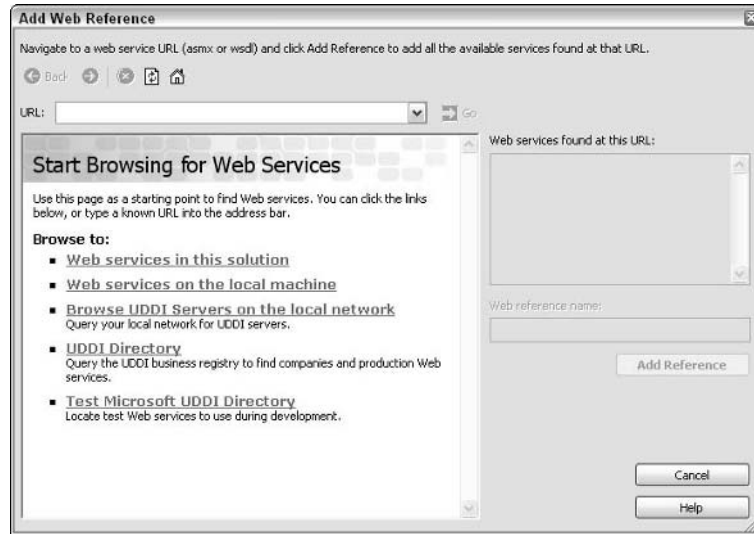 Add Web Reference
Navigate to a web service URL (asmx or wsdl) and click Add Reference to add all the available services found at that URL.
Back
URL:
Go
Start Browsing for Web Services
Use this page as a starting point to find Web services. You can click the links
below, or type a known URL into the address bar.
Browse to:
Web services in this solution
Web services on the local machine
Browse UDDI Servers on the local network
Query your local network for UDDI servers.
UDDI Directory
Query the UDDI business registry to find companies and production Web
services.
Test Microsoft UDDI Directory
Locate test Web services to use during development.
Web services found at this URL:
Web reference name:
Add Reference
Cancel
Help